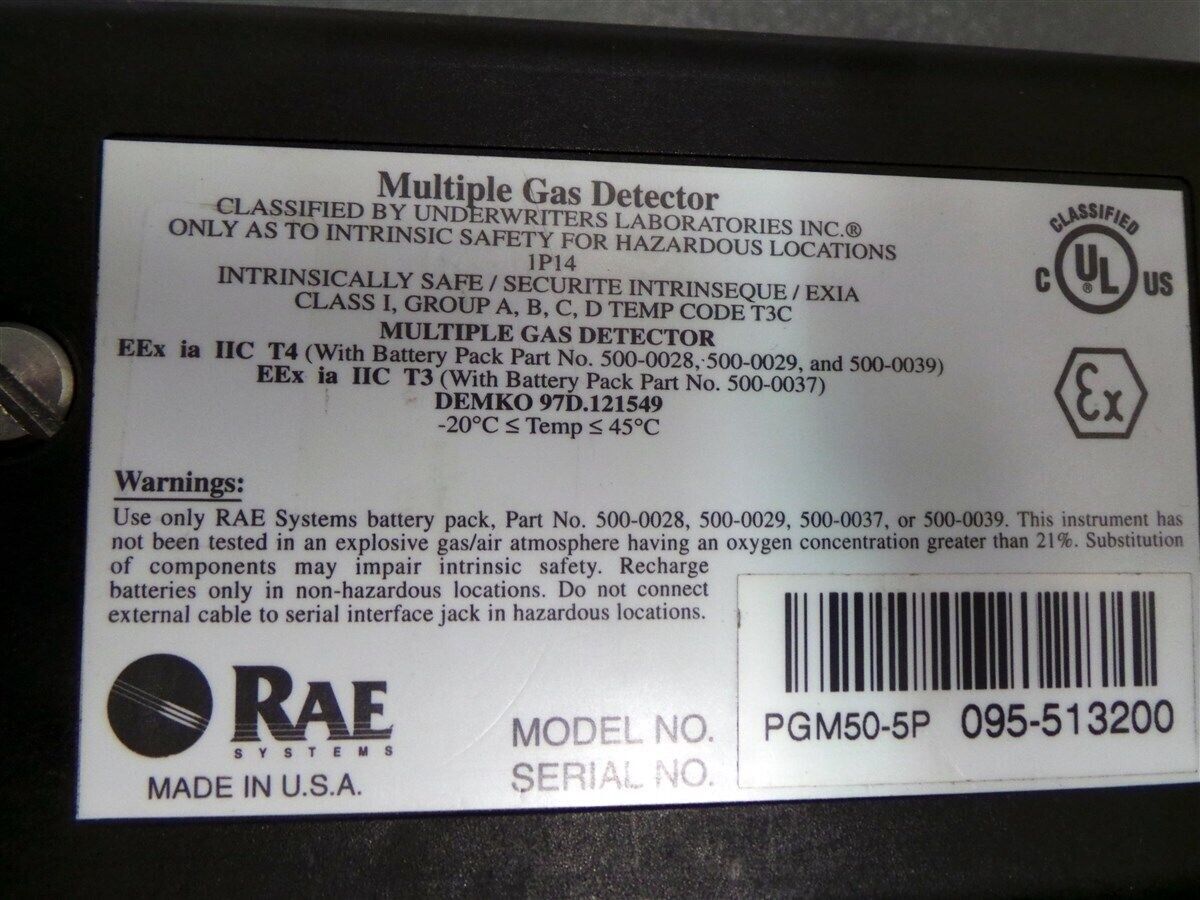 Multiple Gas Detector
CLASSIFIED BY UNDERWRITERS LABORATORIES INC.®
ONLY AS TO INTRINSIC SAFETY FOR HAZARDOUS LOCATIONS
1P14
INTRINSICALLY SAFE / SECURITE INTRINSEQUE / EXIA
CLASS I, GROUP A, B, C, D TEMP CODE T3C
MULTIPLE GAS DETECTOR
EEx ia IIC T4 (With Battery Pack Part No. 500-0028, 500-0029, and 500-0039)
EEx ia IIC T3 (With Battery Pack Part No. 500-0037)
DEMKO 97D.121549
-20°C ≤ Temp ≤ 45°C
CLASSIFIED
C UL® US
Ex
Warnings:
Use only RAE Systems battery pack, Part No. 500-0028, 500-0029, 500-0037, or 500-0039. This instrument has
not been tested in an explosive gas/air atmosphere having an oxygen concentration greater than 21%. Substitution
of components may impair intrinsic safety. Recharge
batteries only in non-hazardous locations. Do not connect
external cable to serial interface jack in hazardous locations.
RAE
SYSTEMS
MADE IN U.S.A.
MODEL NO.
SERIAL NO.
PGM50-5P 095-513200